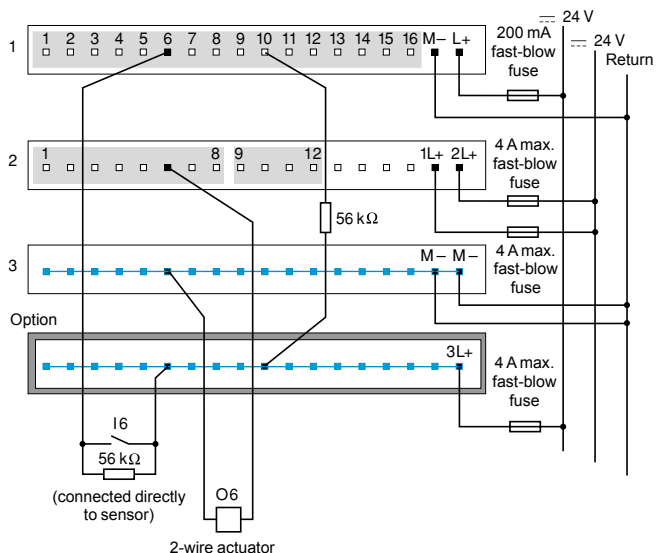 24 V
24 V
Return
1
1 2 3 4 5 6 7 8 9 10 11 12 13 14 15 16 M– L+
200 mA
fast-blow
fuse
2
1 8 9 12 1L+ 2L+
4 A max.
fast-blow
fuse
56 kΩ
3
M– M–
4 A max.
fast-blow
fuse
Option
3L+
4 A max.
fast-blow
fuse
I6
56 kΩ
(connected directly
to sensor)
O6
2-wire actuator